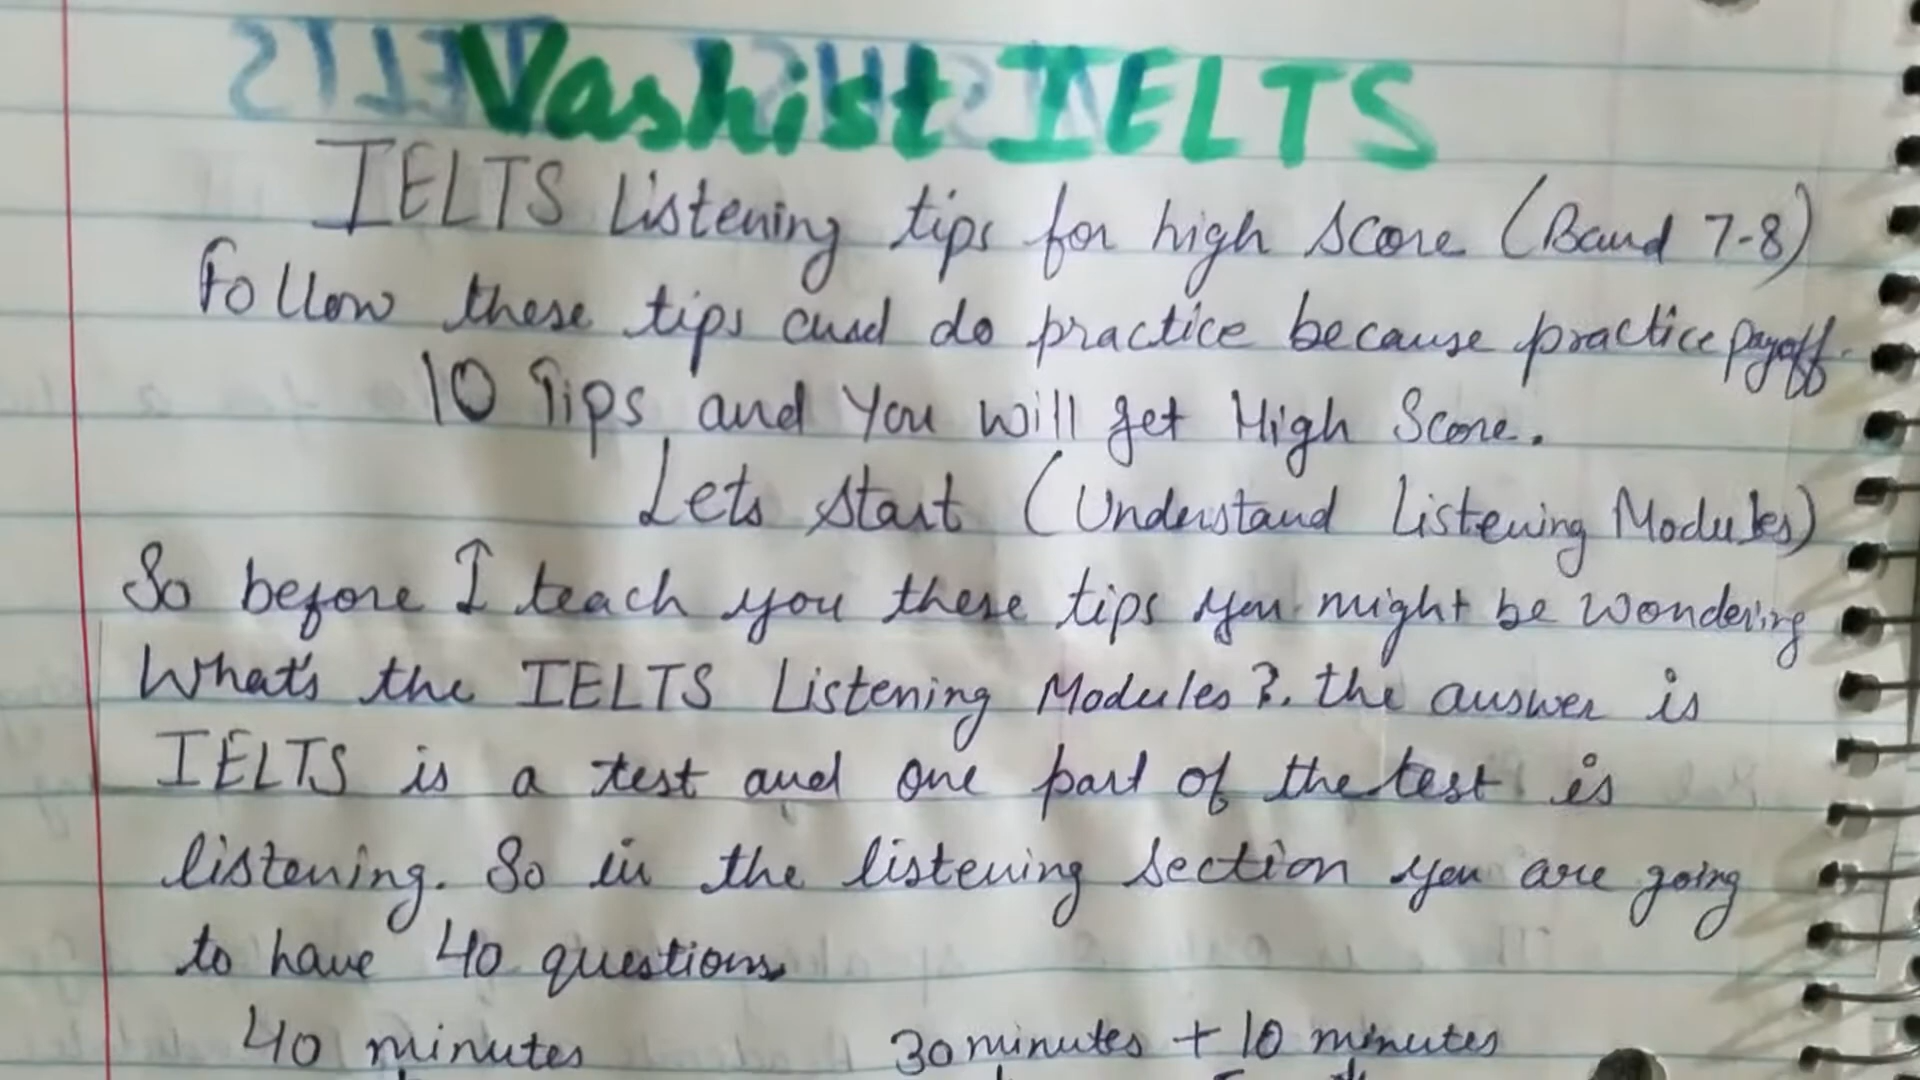 Vashist IELTS
IELTS Listening tips for high score (Band 7-8)
Follow these tips and do practice because practice payoff.
10 Tips and You will get High Score.
Lets start (Understand Listening Modules)
So before I teach you these tips you might be wondering
What's the IELTS Listening Modules?. the answer is
IELTS is a test and one part of the test is
listening. So in the listening section you are going
to have 40 questions
40 minutes 30 minutes + 10 minutes